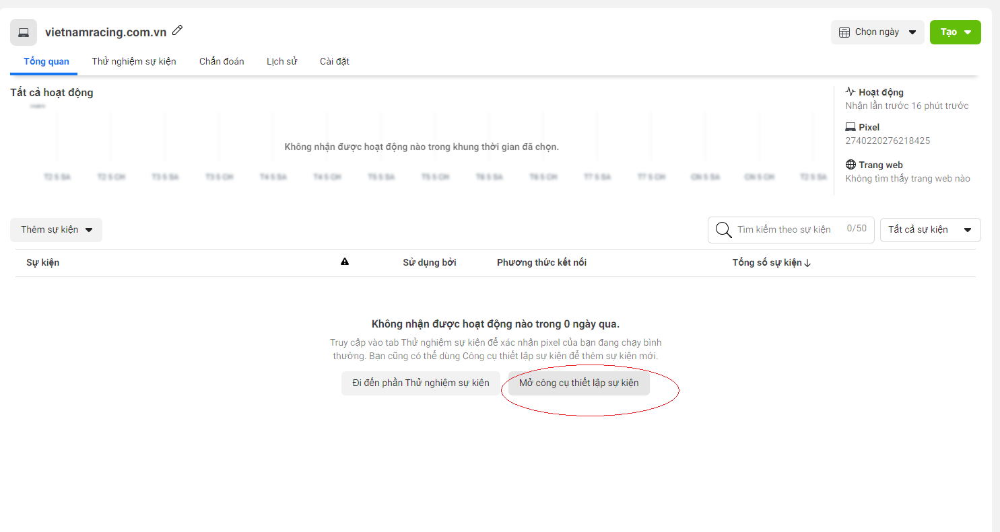 vietnamracing.com.vn
Chọn ngày
Tạo
Tổng quan
Thử nghiệm sự kiện
Chẩn đoán
Lịch sử
Cài đặt
Tất cả hoạt động
Không nhận được hoạt động nào trong khung thời gian đã chọn.
T2 5 SA T2 5 CH T3 5 SA T3 5 CH T4 5 SA T4 5 CH T5 5 SA T5 5 CH T6 5 SA T6 5 CH T7 5 SA T7 5 CH CN 5 SA CN 5 CH T2 5 SA
Hoạt động
Nhận lần trước 16 phút trước
Pixel
2740220276218425
Trang web
Không tìm thấy trang web nào
Thêm sự kiện
Tìm kiếm theo sự kiện 0/50
Tất cả sự kiện
Sự kiện
Sử dụng bởi
Phương thức kết nối
Tổng số sự kiện
Không nhận được hoạt động nào trong 0 ngày qua.
Truy cập vào tab Thử nghiệm sự kiện để xác nhận pixel của bạn đang chạy bình
thường. Bạn cũng có thể dùng Công cụ thiết lập sự kiện để thêm sự kiện mới.
Đi đến phần Thử nghiệm sự kiện
Mở công cụ thiết lập sự kiện